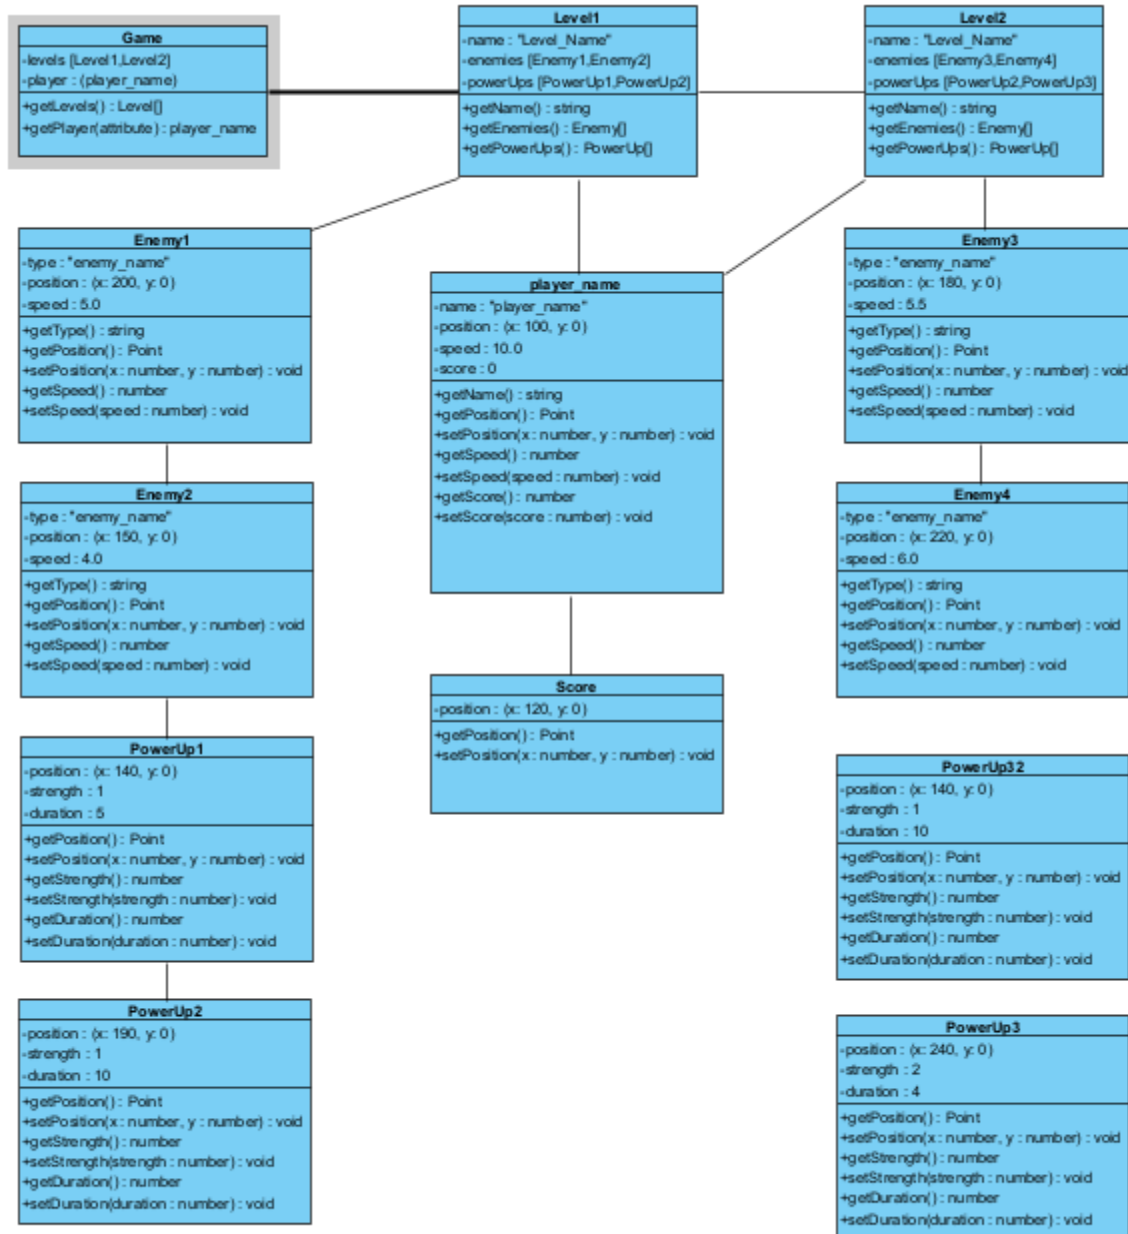 Game
-levels [Level1,Level2]
-player : (player_name)
+getLevels() : Level[]
+getPlayer(attribute) : player_name
Level1
-name : "Level_Name"
-enemies [Enemy1,Enemy2]
-powerUps [PowerUp1,PowerUp2]
+getName() : string
+getEnemies() : Enemy[]
+getPowerUps() : PowerUp[]
Level2
-name : "Level_Name"
-enemies [Enemy3,Enemy4]
-powerUps [PowerUp2,PowerUp3]
+getName() : string
+getEnemies() : Enemy[]
+getPowerUps() : PowerUp[]
Enemy1
-type : "enemy_name"
-position : (x: 200, y: 0)
-speed : 5.0
+getType() : string
+getPosition() : Point
+setPosition(x : number, y : number) : void
+getSpeed() : number
+setSpeed(speed : number) : void
player_name
-name : "player_name"
-position : (x: 100, y: 0)
-speed : 10.0
-score : 0
+getName() : string
+getPosition() : Point
+setPosition(x : number, y : number) : void
+getSpeed() : number
+setSpeed(speed : number) : void
+getScore() : number
+setScore(score : number) : void
Enemy3
-type : "enemy_name"
-position : (x: 180, y: 0)
-speed : 5.5
+getType() : string
+getPosition() : Point
+setPosition(x : number, y : number) : void
+getSpeed() : number
+setSpeed(speed : number) : void
Enemy2
-type : "enemy_name"
-position : (x: 150, y: 0)
-speed : 4.0
+getType() : string
+getPosition() : Point
+setPosition(x : number, y : number) : void
+getSpeed() : number
+setSpeed(speed : number) : void
Enemy4
-type : "enemy_name"
-position : (x: 220, y: 0)
-speed : 6.0
+getType() : string
+getPosition() : Point
+setPosition(x : number, y : number) : void
+getSpeed() : number
+setSpeed(speed : number) : void
Score
-position : (x: 120, y: 0)
+getPosition() : Point
+setPosition(x : number, y : number) : void
PowerUp1
-position : (x: 140, y: 0)
-strength : 1
-duration : 5
+getPosition() : Point
+setPosition(x : number, y : number) : void
+getStrength() : number
+setStrength(strength : number) : void
+getDuration() : number
+setDuration(duration : number) : void
PowerUp32
-position : (x: 140, y: 0)
-strength : 1
-duration : 10
+getPosition() : Point
+setPosition(x : number, y : number) : void
+getStrength() : number
+setStrength(strength : number) : void
+getDuration() : number
+setDuration(duration : number) : void
PowerUp2
-position : (x: 190, y: 0)
-strength : 1
-duration : 10
+getPosition() : Point
+setPosition(x : number, y : number) : void
+getStrength() : number
+setStrength(strength : number) : void
+getDuration() : number
+setDuration(duration : number) : void
PowerUp3
-position : (x: 240, y: 0)
-strength : 2
-duration : 4
+getPosition() : Point
+setPosition(x : number, y : number) : void
+getStrength() : number
+setStrength(strength : number) : void
+getDuration() : number
+setDuration(duration : number) : void